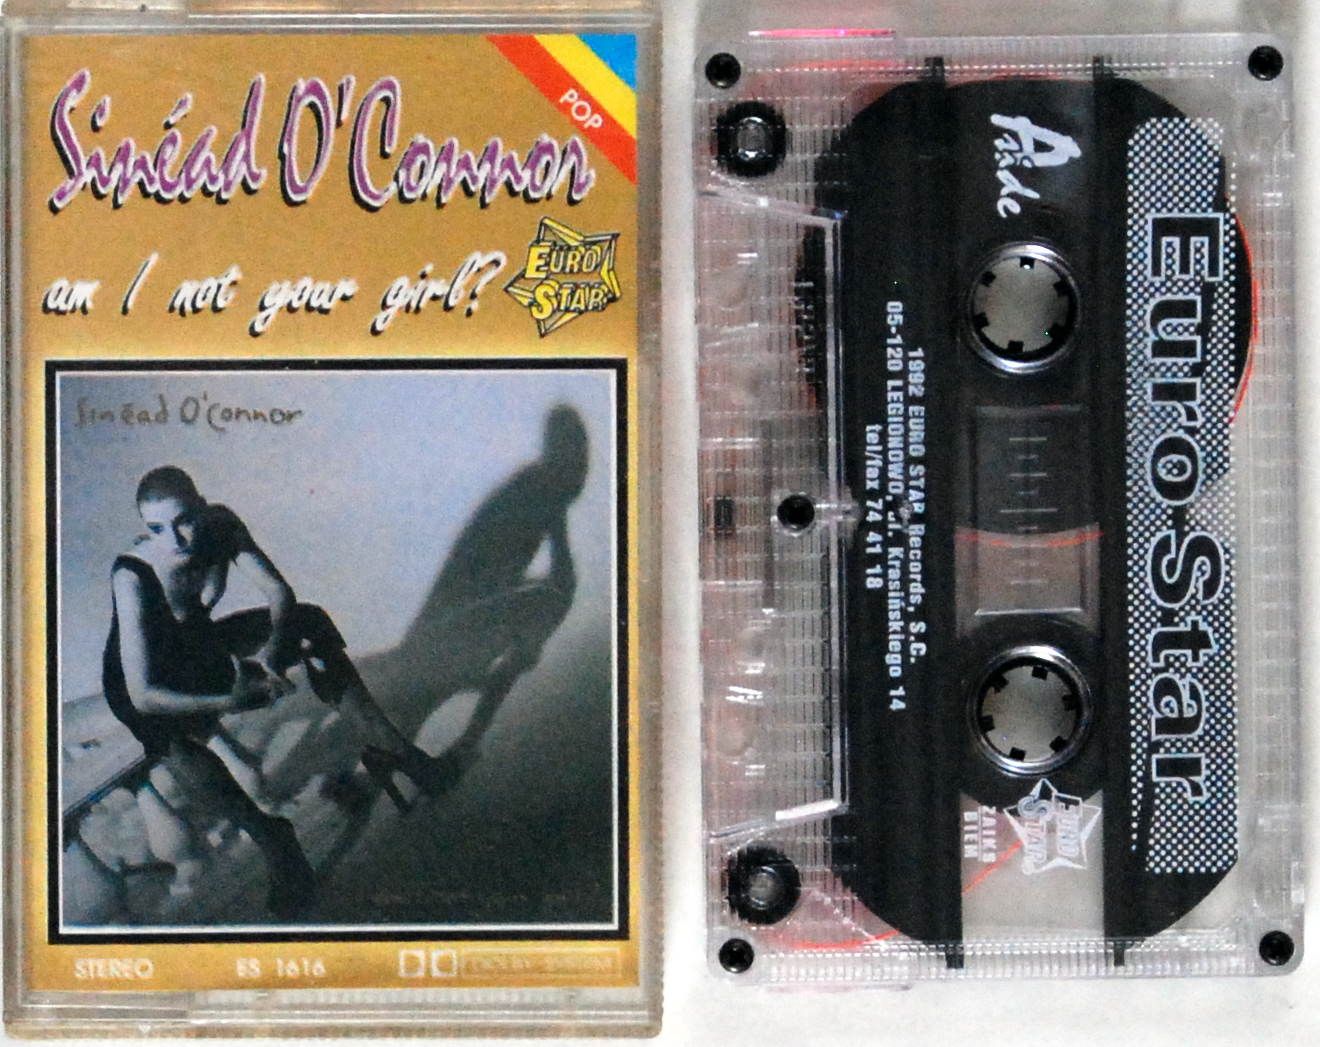 Sinéad O'Connor
POP
am I not your girl?
EURO
STAR
Sinéad O'Connor
STEREO
ES 1616
A side
Euro Star
1992 EURO STAR Records, S.C.
05-120 LEGIONOWO, ul. Krasińskiego 14
tel/fax 74 41 18
EURO
STAR
ZAIKS
BIEM